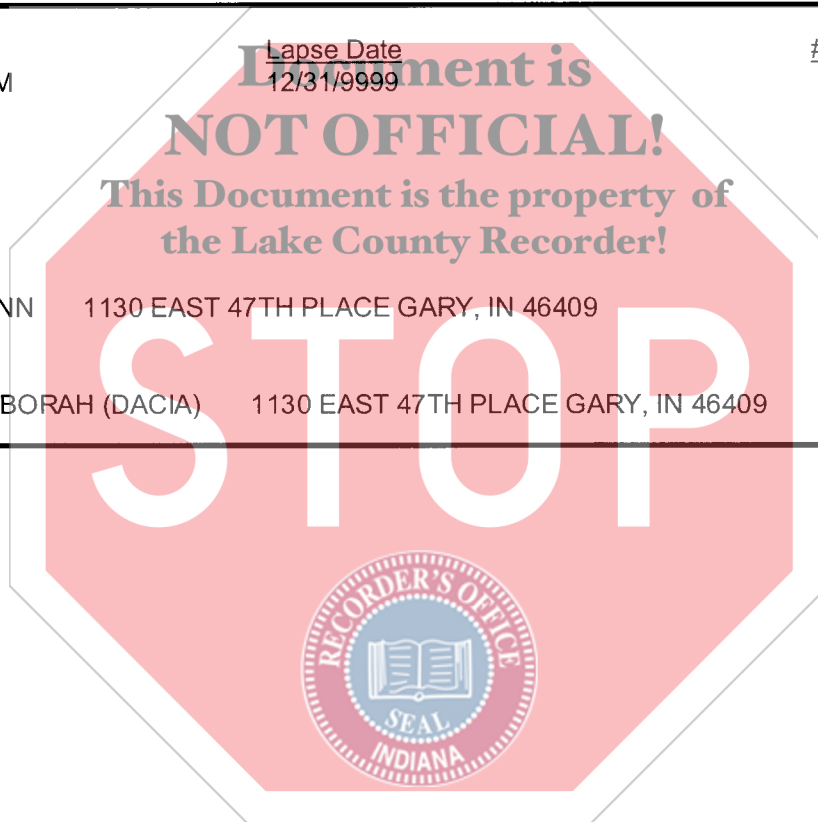 Lapse Date #
M 12/31/9999
Document is
NOT OFFICIAL!
This Document is the property of
the Lake County Recorder!
NN 1130 EAST 47TH PLACE GARY, IN 46409
BORAH (DACIA) 1130 EAST 47TH PLACE GARY, IN 46409
STOP
RECORDER'S OFFICE
SEAL
INDIANA